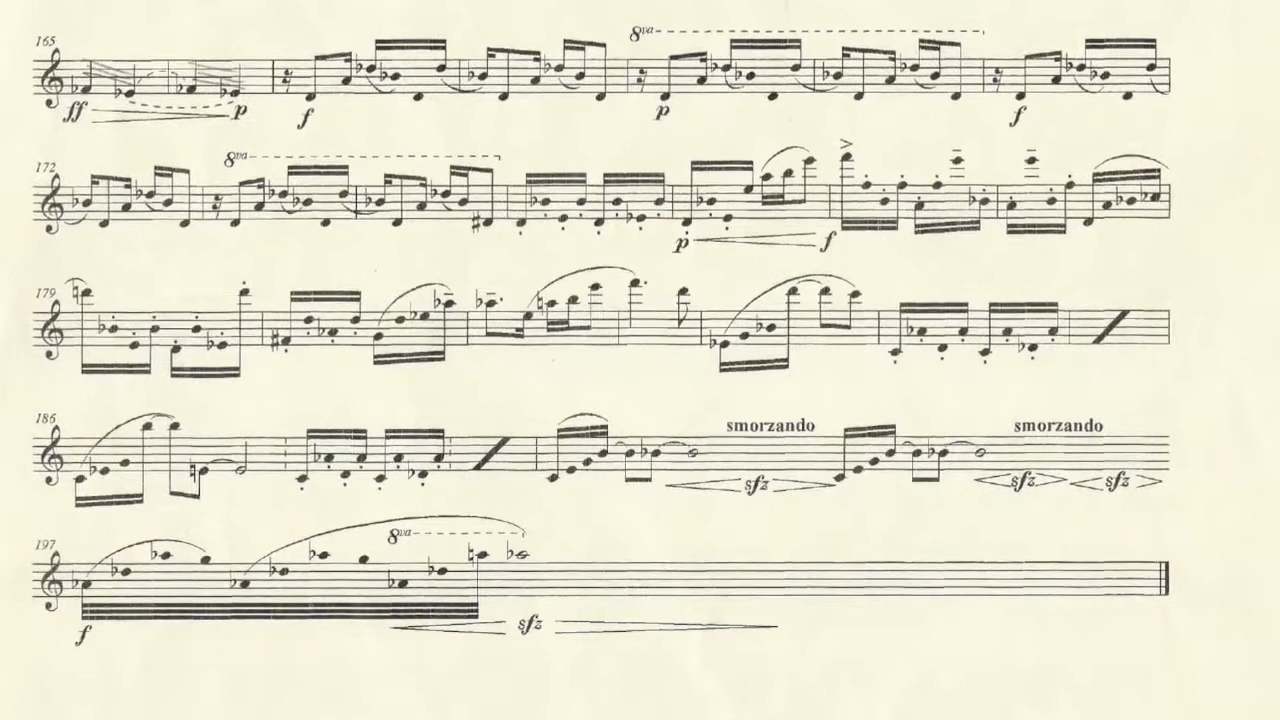 165 8va
ff p f p f
172 8va
p f
179
186 smorzando smorzando
sfz sfz sfz
197 8va
f sfz